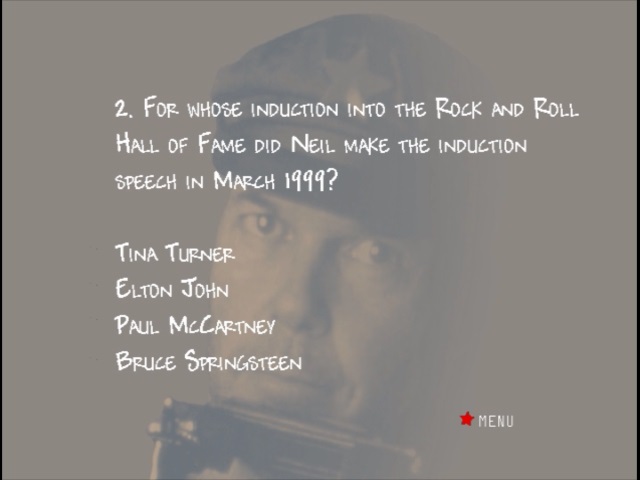 2. For whose induction into the Rock and Roll
Hall of Fame did Neil make the induction
speech in March 1999?
Tina Turner
Elton John
Paul McCartney
Bruce Springsteen
MENU